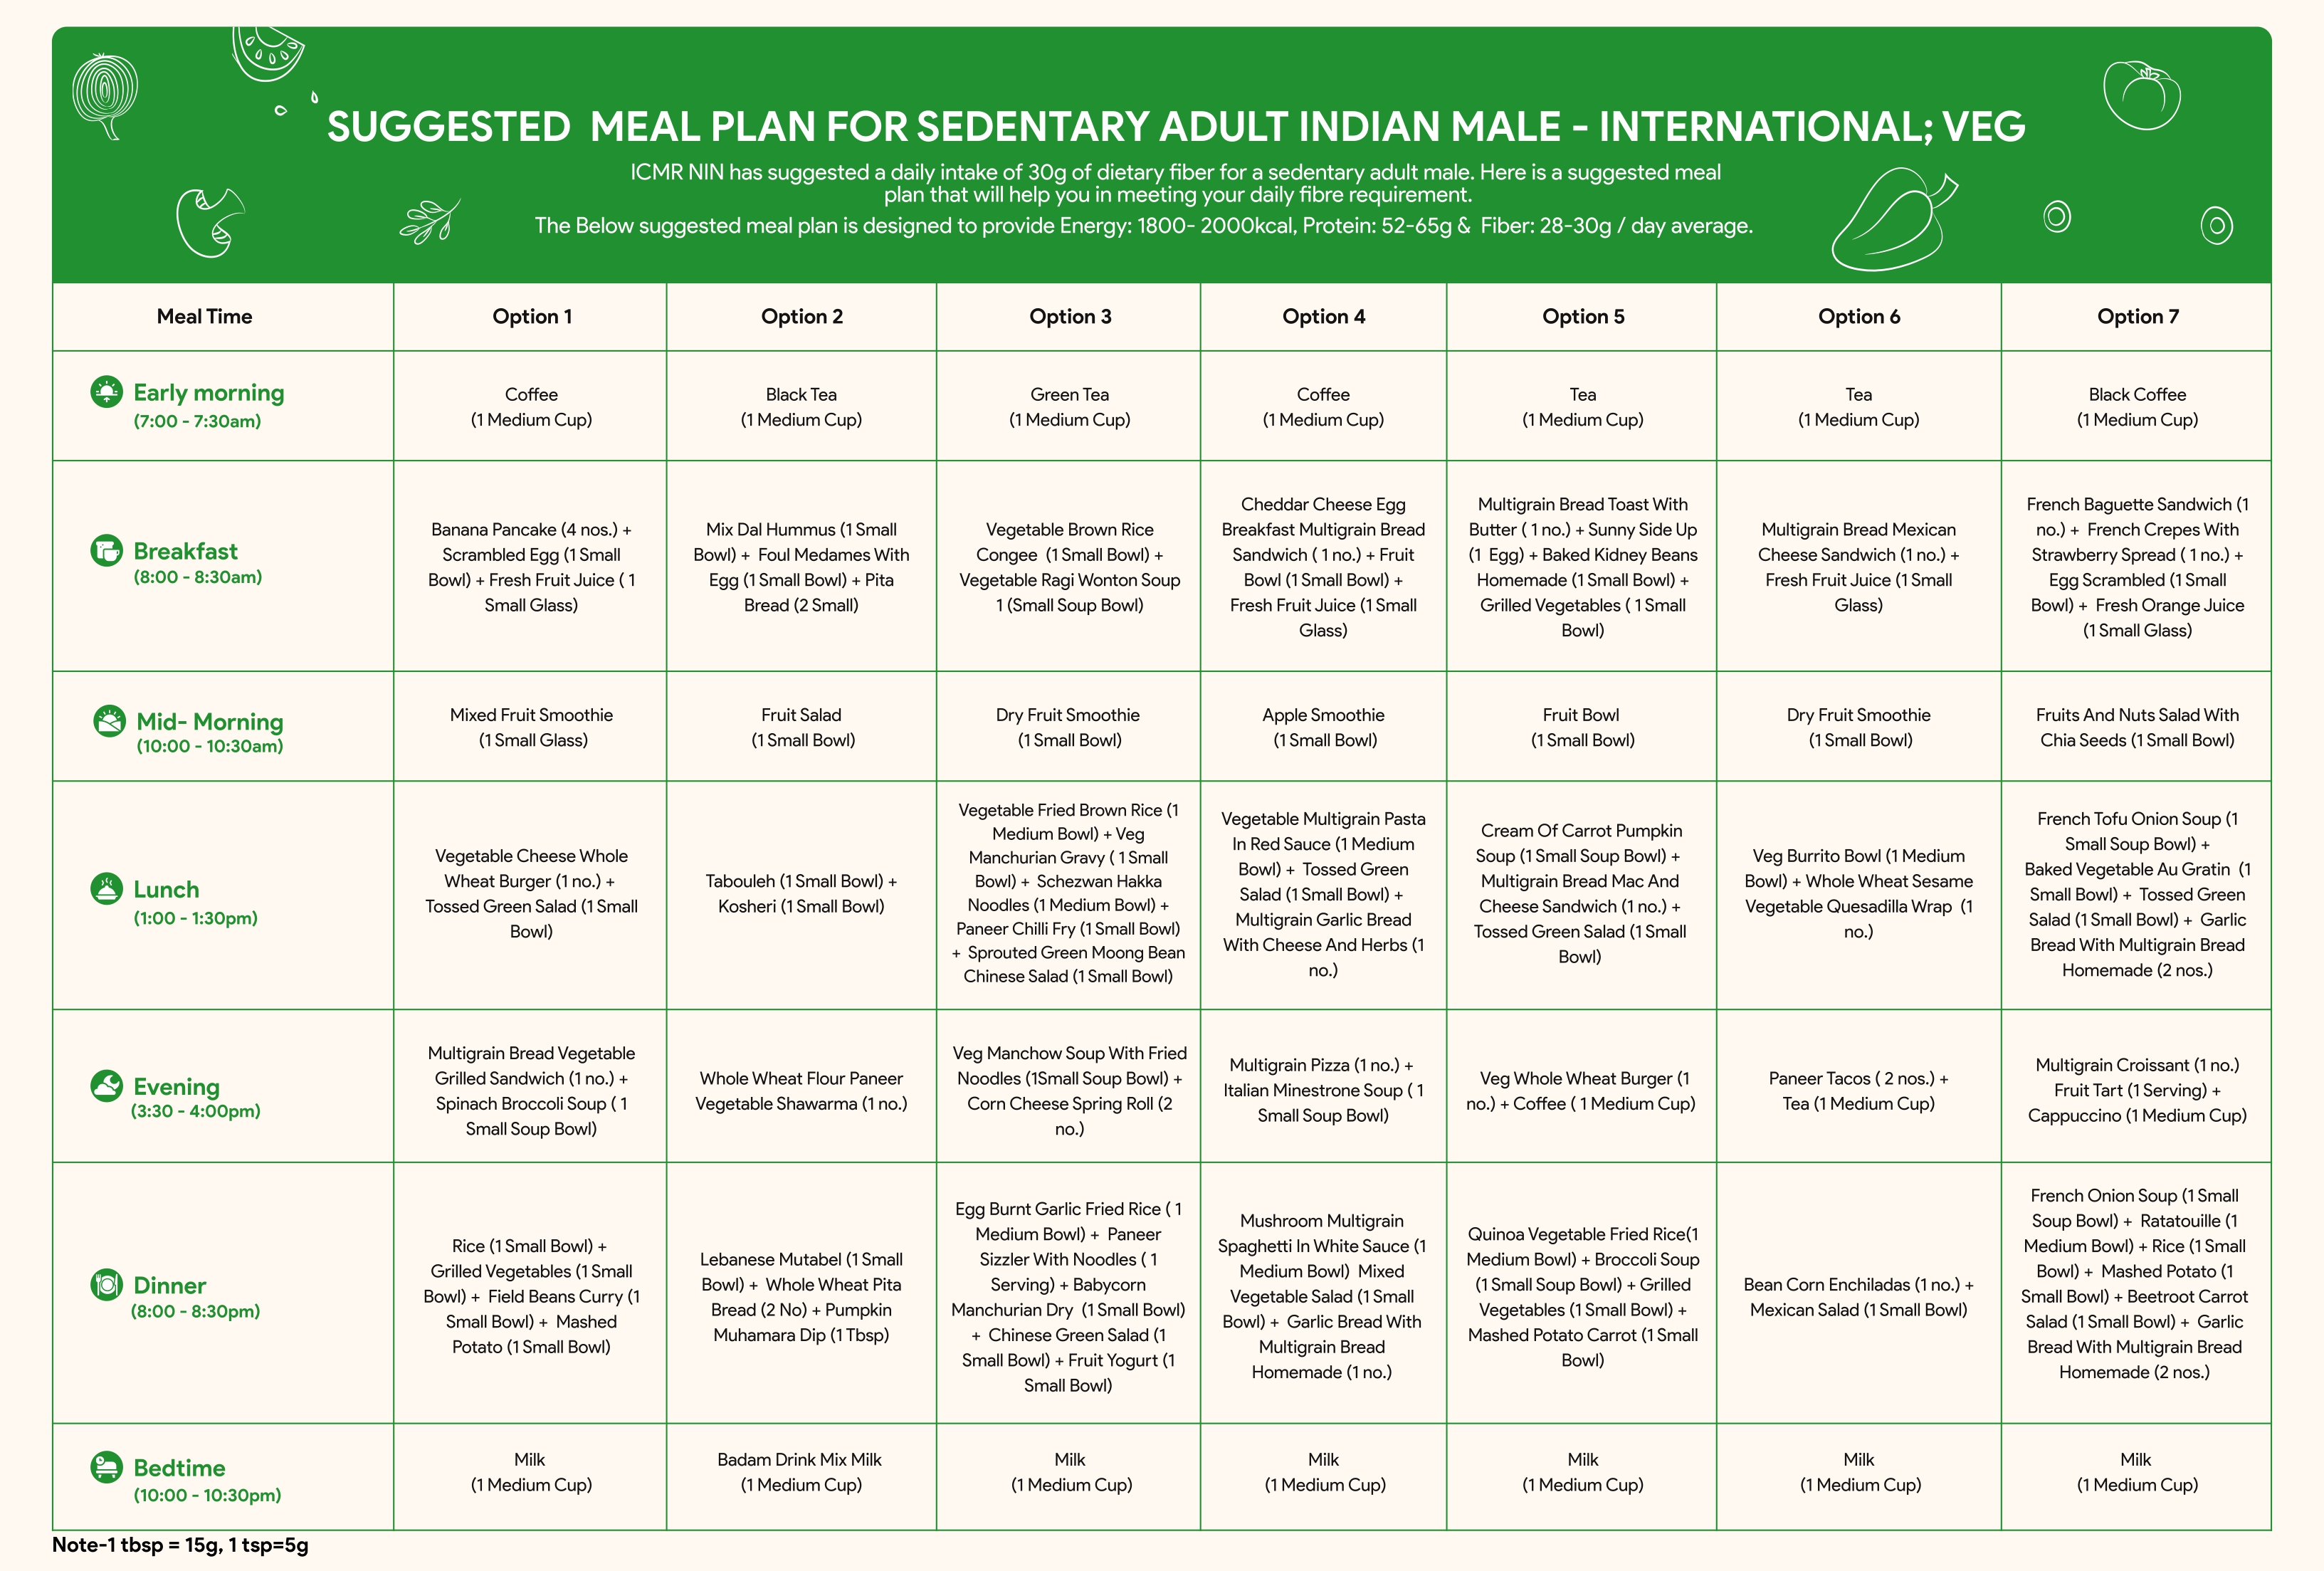 SUGGESTED MEAL PLAN FOR SEDENTARY ADULT INDIAN MALE - INTERNATIONAL; VEG
ICMR NIN has suggested a daily intake of 30g of dietary fiber for a sedentary adult male. Here is a suggested meal
plan that will help you in meeting your daily fibre requirement.
The Below suggested meal plan is designed to provide Energy: 1800- 2000kcal, Protein: 52-65g & Fiber: 28-30g / day average.
Meal Time
Option 1
Option 2
Option 3
Option 4
Option 5
Option 6
Option 7
Early morning
(7:00 - 7:30am)
Coffee
(1 Medium Cup)
Black Tea
(1 Medium Cup)
Green Tea
(1 Medium Cup)
Coffee
(1 Medium Cup)
Tea
(1 Medium Cup)
Tea
(1 Medium Cup)
Black Coffee
(1 Medium Cup)
Breakfast
(8:00 - 8:30am)
Banana Pancake (4 nos.) +
Scrambled Egg (1 Small
Bowl) + Fresh Fruit Juice ( 1
Small Glass)
Mix Dal Hummus (1 Small
Bowl) + Foul Medames With
Egg (1 Small Bowl) + Pita
Bread (2 Small)
Vegetable Brown Rice
Congee (1 Small Bowl) +
Vegetable Ragi Wonton Soup
1 (Small Soup Bowl)
Cheddar Cheese Egg
Breakfast Multigrain Bread
Sandwich ( 1 no.) + Fruit
Bowl (1 Small Bowl) +
Fresh Fruit Juice (1 Small
Glass)
Multigrain Bread Toast With
Butter ( 1 no.) + Sunny Side Up
(1 Egg) + Baked Kidney Beans
Homemade (1 Small Bowl) +
Grilled Vegetables ( 1 Small
Bowl)
Multigrain Bread Mexican
Cheese Sandwich (1 no.) +
Fresh Fruit Juice (1 Small
Glass)
French Baguette Sandwich (1
no.) + French Crepes With
Strawberry Spread ( 1 no.) +
Egg Scrambled (1 Small
Bowl) + Fresh Orange Juice
(1 Small Glass)
Mid- Morning
(10:00 - 10:30am)
Mixed Fruit Smoothie
(1 Small Glass)
Fruit Salad
(1 Small Bowl)
Dry Fruit Smoothie
(1 Small Bowl)
Apple Smoothie
(1 Small Bowl)
Fruit Bowl
(1 Small Bowl)
Dry Fruit Smoothie
(1 Small Bowl)
Fruits And Nuts Salad With
Chia Seeds (1 Small Bowl)
Lunch
(1:00 - 1:30pm)
Vegetable Cheese Whole
Wheat Burger (1 no.) +
Tossed Green Salad (1 Small
Bowl)
Tabouleh (1 Small Bowl) +
Kosheri (1 Small Bowl)
Vegetable Fried Brown Rice (1
Medium Bowl) + Veg
Manchurian Gravy ( 1 Small
Bowl) + Schezwan Hakka
Noodles (1 Medium Bowl) +
Paneer Chilli Fry (1 Small Bowl)
+ Sprouted Green Moong Bean
Chinese Salad (1 Small Bowl)
Vegetable Multigrain Pasta
In Red Sauce (1 Medium
Bowl) + Tossed Green
Salad (1 Small Bowl) +
Multigrain Garlic Bread
With Cheese And Herbs (1
no.)
Cream Of Carrot Pumpkin
Soup (1 Small Soup Bowl) +
Multigrain Bread Mac And
Cheese Sandwich (1 no.) +
Tossed Green Salad (1 Small
Bowl)
Veg Burrito Bowl (1 Medium
Bowl) + Whole Wheat Sesame
Vegetable Quesadilla Wrap (1
no.)
French Tofu Onion Soup (1
Small Soup Bowl) +
Baked Vegetable Au Gratin (1
Small Bowl) + Tossed Green
Salad (1 Small Bowl) + Garlic
Bread With Multigrain Bread
Homemade (2 nos.)
Evening
(3:30 - 4:00pm)
Multigrain Bread Vegetable
Grilled Sandwich (1 no.) +
Spinach Broccoli Soup ( 1
Small Soup Bowl)
Whole Wheat Flour Paneer
Vegetable Shawarma (1 no.)
Veg Manchow Soup With Fried
Noodles (1Small Soup Bowl) +
Corn Cheese Spring Roll (2
no.)
Multigrain Pizza (1 no.) +
Italian Minestrone Soup ( 1
Small Soup Bowl)
Veg Whole Wheat Burger (1
no.) + Coffee ( 1 Medium Cup)
Paneer Tacos ( 2 nos.) +
Tea (1 Medium Cup)
Multigrain Croissant (1 no.)
Fruit Tart (1 Serving) +
Cappuccino (1 Medium Cup)
Dinner
(8:00 - 8:30pm)
Rice (1 Small Bowl) +
Grilled Vegetables (1 Small
Bowl) + Field Beans Curry (1
Small Bowl) + Mashed
Potato (1 Small Bowl)
Lebanese Mutabel (1 Small
Bowl) + Whole Wheat Pita
Bread (2 No) + Pumpkin
Muhamara Dip (1 Tbsp)
Egg Burnt Garlic Fried Rice ( 1
Medium Bowl) + Paneer
Sizzler With Noodles ( 1
Serving) + Babycorn
Manchurian Dry (1 Small Bowl)
+ Chinese Green Salad (1
Small Bowl) + Fruit Yogurt (1
Small Bowl)
Mushroom Multigrain
Spaghetti In White Sauce (1
Medium Bowl) Mixed
Vegetable Salad (1 Small
Bowl) + Garlic Bread With
Multigrain Bread
Homemade (1 no.)
Quinoa Vegetable Fried Rice(1
Medium Bowl) + Broccoli Soup
(1 Small Soup Bowl) + Grilled
Vegetables (1 Small Bowl) +
Mashed Potato Carrot (1 Small
Bowl)
Bean Corn Enchiladas (1 no.) +
Mexican Salad (1 Small Bowl)
French Onion Soup (1 Small
Soup Bowl) + Ratatouille (1
Medium Bowl) + Rice (1 Small
Bowl) + Mashed Potato (1
Small Bowl) + Beetroot Carrot
Salad (1 Small Bowl) + Garlic
Bread With Multigrain Bread
Homemade (2 nos.)
Bedtime
(10:00 - 10:30pm)
Milk
(1 Medium Cup)
Badam Drink Mix Milk
(1 Medium Cup)
Milk
(1 Medium Cup)
Milk
(1 Medium Cup)
Milk
(1 Medium Cup)
Milk
(1 Medium Cup)
Milk
(1 Medium Cup)
Note-1 tbsp = 15g, 1 tsp=5g